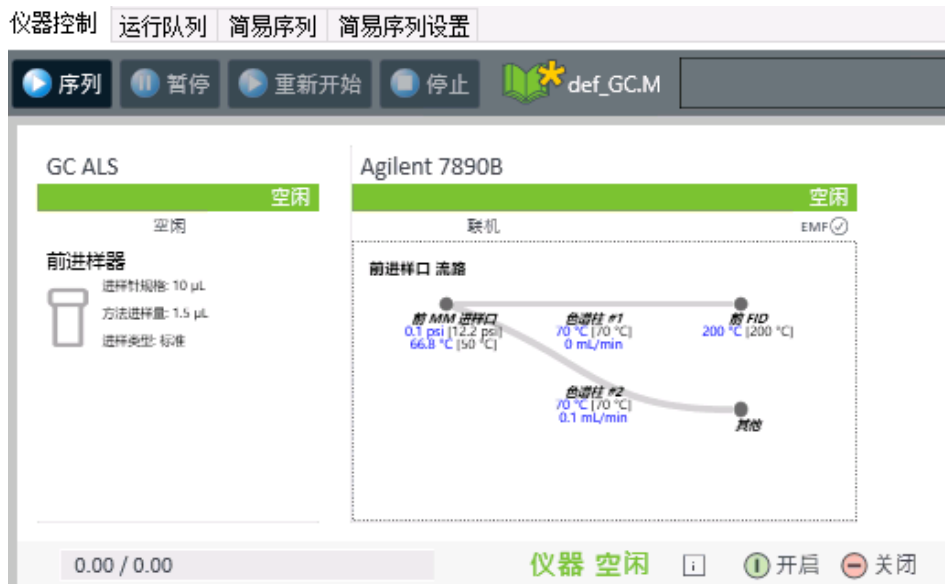 仪器控制 运行队列 简易序列 简易序列设置
序列 暂停 重新开始 停止 def_GC.M
GC ALS
空闲
空闲
前进样器
进样针规格: 10 µL
方法进样量: 1.5 µL
进样类型: 标准
Agilent 7890B
空闲
联机 EMF
前进样口 流路
前 MM 进样口
0.1 psi [12.2 psi]
66.8 °C [50 °C]
色谱柱 #1
70 °C [70 °C]
0 mL/min
前 FID
200 °C [200 °C]
色谱柱 #2
70 °C [70 °C]
0.1 mL/min
其他
0.00 / 0.00 仪器 空闲 i 开启 关闭